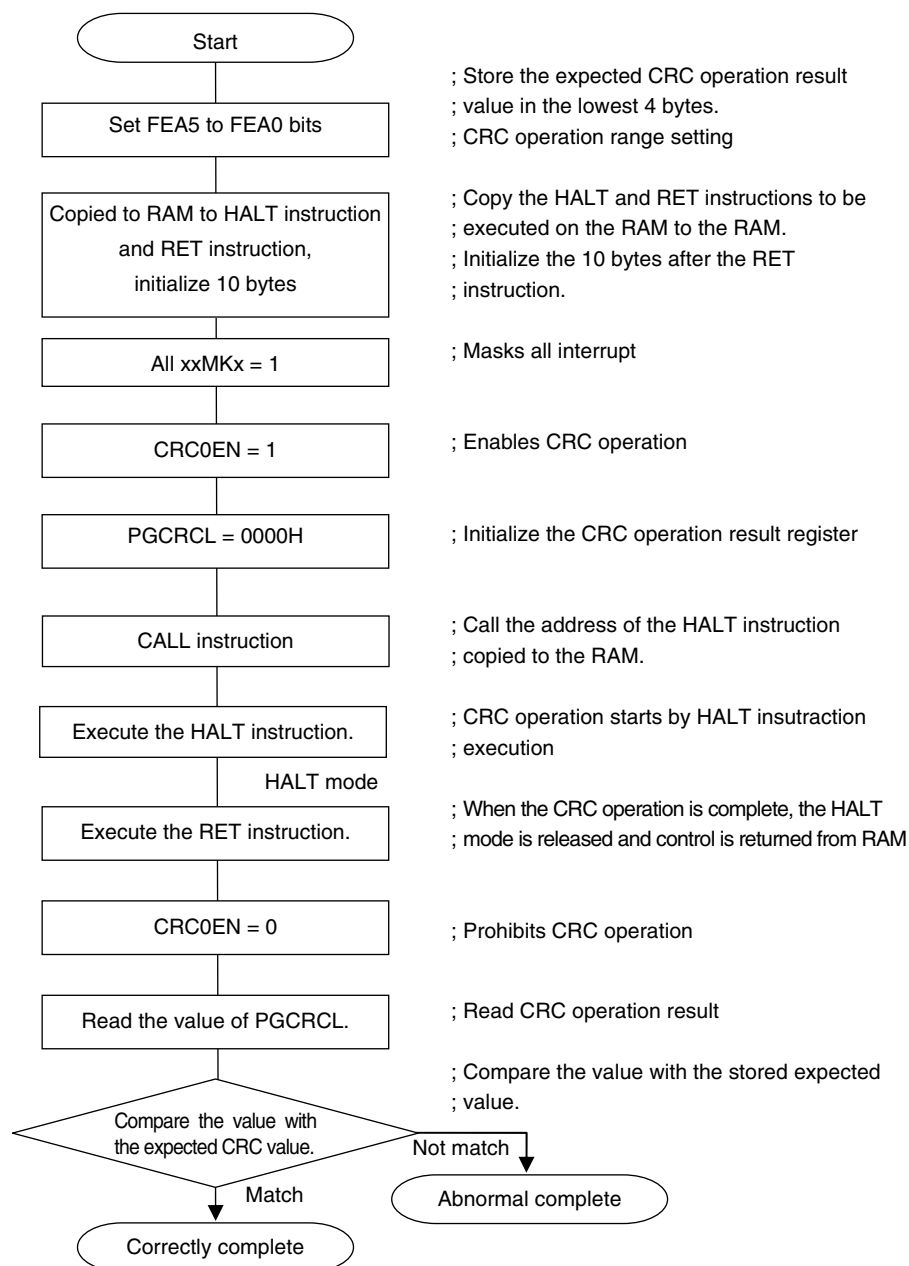 Start
; Store the expected CRC operation result
; value in the lowest 4 bytes.
Set FEA5 to FEA0 bits
; CRC operation range setting
Copied to RAM to HALT instruction
and RET instruction,
initialize 10 bytes
; Copy the HALT and RET instructions to be
; executed on the RAM to the RAM.
; Initialize the 10 bytes after the RET
; instruction.
All xxMKx = 1
; Masks all interrupt
CRC0EN = 1
; Enables CRC operation
PGCRCL = 0000H
; Initialize the CRC operation result register
CALL instruction
; Call the address of the HALT instruction
; copied to the RAM.
Execute the HALT instruction.
; CRC operation starts by HALT insutraction
; execution
HALT mode
Execute the RET instruction.
; When the CRC operation is complete, the HALT
; mode is released and control is returned from RAM
CRC0EN = 0
; Prohibits CRC operation
Read the value of PGCRCL.
; Read CRC operation result
; Compare the value with the stored expected
; value.
Compare the value with
the expected CRC value.
Not match
Match
Abnormal complete
Correctly complete